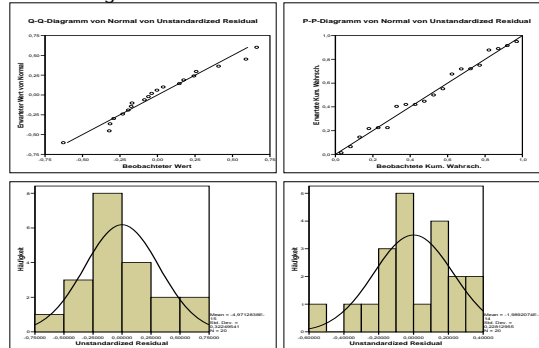 Q-Q-Diagramm von Normal von Unstandardized Residual
Erwarteter Wert von Normal
0,75
0,50
0,25
0,00
-0,25
-0,50
-0,75
-0,75 -0,50 -0,25 0,00 0,25 0,50 0,75
Beobachteter Wert
P-P-Diagramm von Normal von Unstandardized Residual
Erwartete Kum. Wahrsch.
1,0
0,8
0,6
0,4
0,2
0,0
0,0 0,2 0,4 0,6 0,8 1,0
Beobachtete Kum. Wahrsch.
Häufigkeit
8
6
4
2
0
-0,75000 -0,50000 -0,25000 0,00000 0,25000 0,50000 0,75000
Unstandardized Residual
Std. Dev. =
N = 20
Häufigkeit
5
4
3
2
1
0
-0,60000 -0,40000 -0,20000 0,00000 0,20000 0,40000
Unstandardized Residual
Std. Dev. =
N = 20